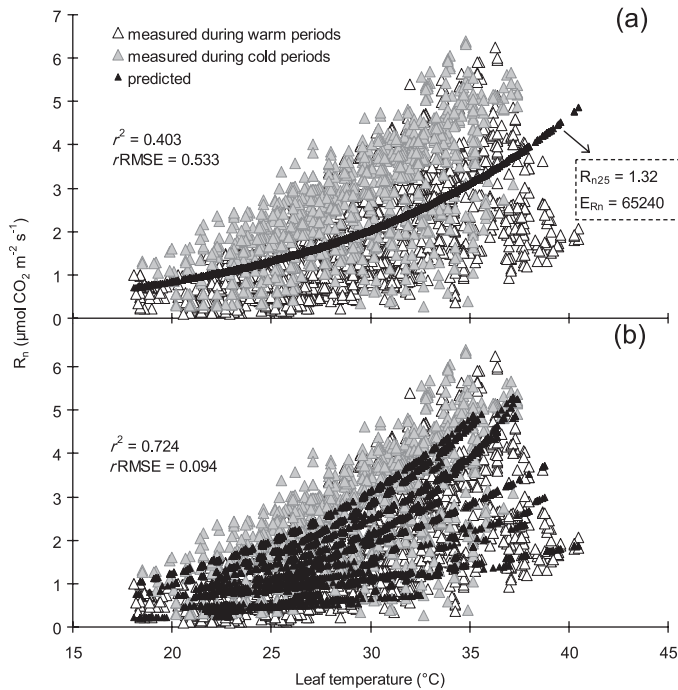 (a)
7
6
5
4
3
2
1
0
measured during warm periods
measured during cold periods
predicted
r² = 0.403
rRMSE = 0.533
Rn25 = 1.32
ERn = 65240
Rn (µmol CO2 m-2 s-1)
(b)
6
5
4
3
2
1
0
r² = 0.724
rRMSE = 0.094
15 20 25 30 35 40 45
Leaf temperature (°C)